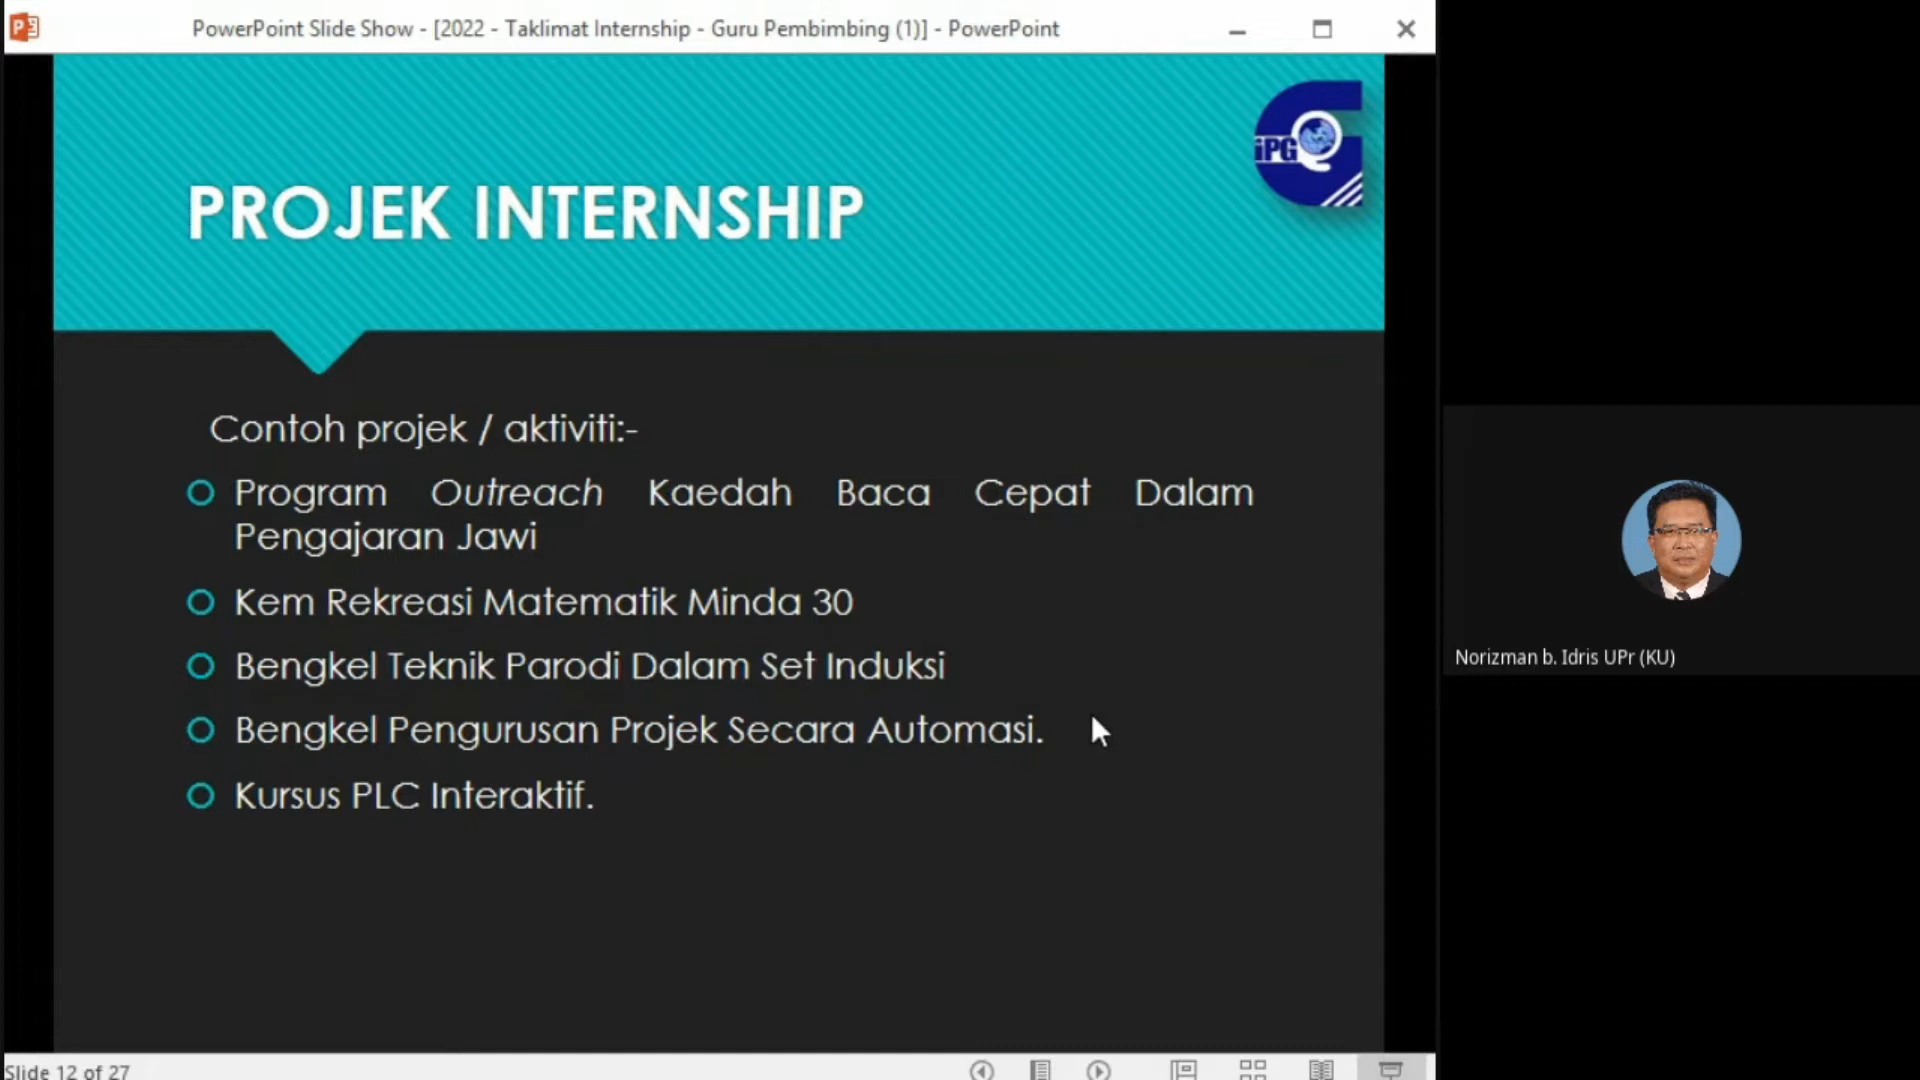 PowerPoint Slide Show - [2022 - Taklimat Internship - Guru Pembimbing (1)] - PowerPoint
iPG
PROJEK INTERNSHIP
Contoh projek / aktiviti:-
Program Outreach Kaedah Baca Cepat Dalam
Pengajaran Jawi
Kem Rekreasi Matematik Minda 30
Bengkel Teknik Parodi Dalam Set Induksi
Bengkel Pengurusan Projek Secara Automasi.
Kursus PLC Interaktif.
Norizman b. Idris UPr (KU)
Slide 12 of 27